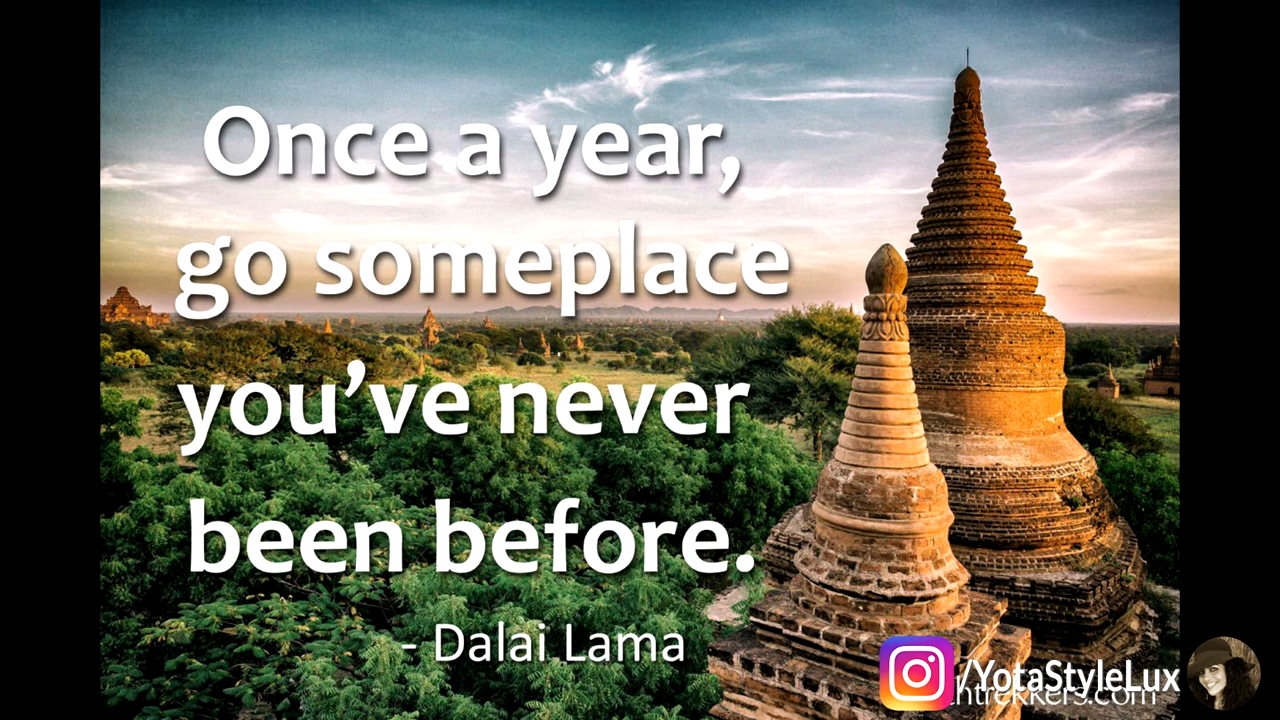 Once a year,
go someplace
you’ve never
been before.
- Dalai Lama
/YotaStyleLux